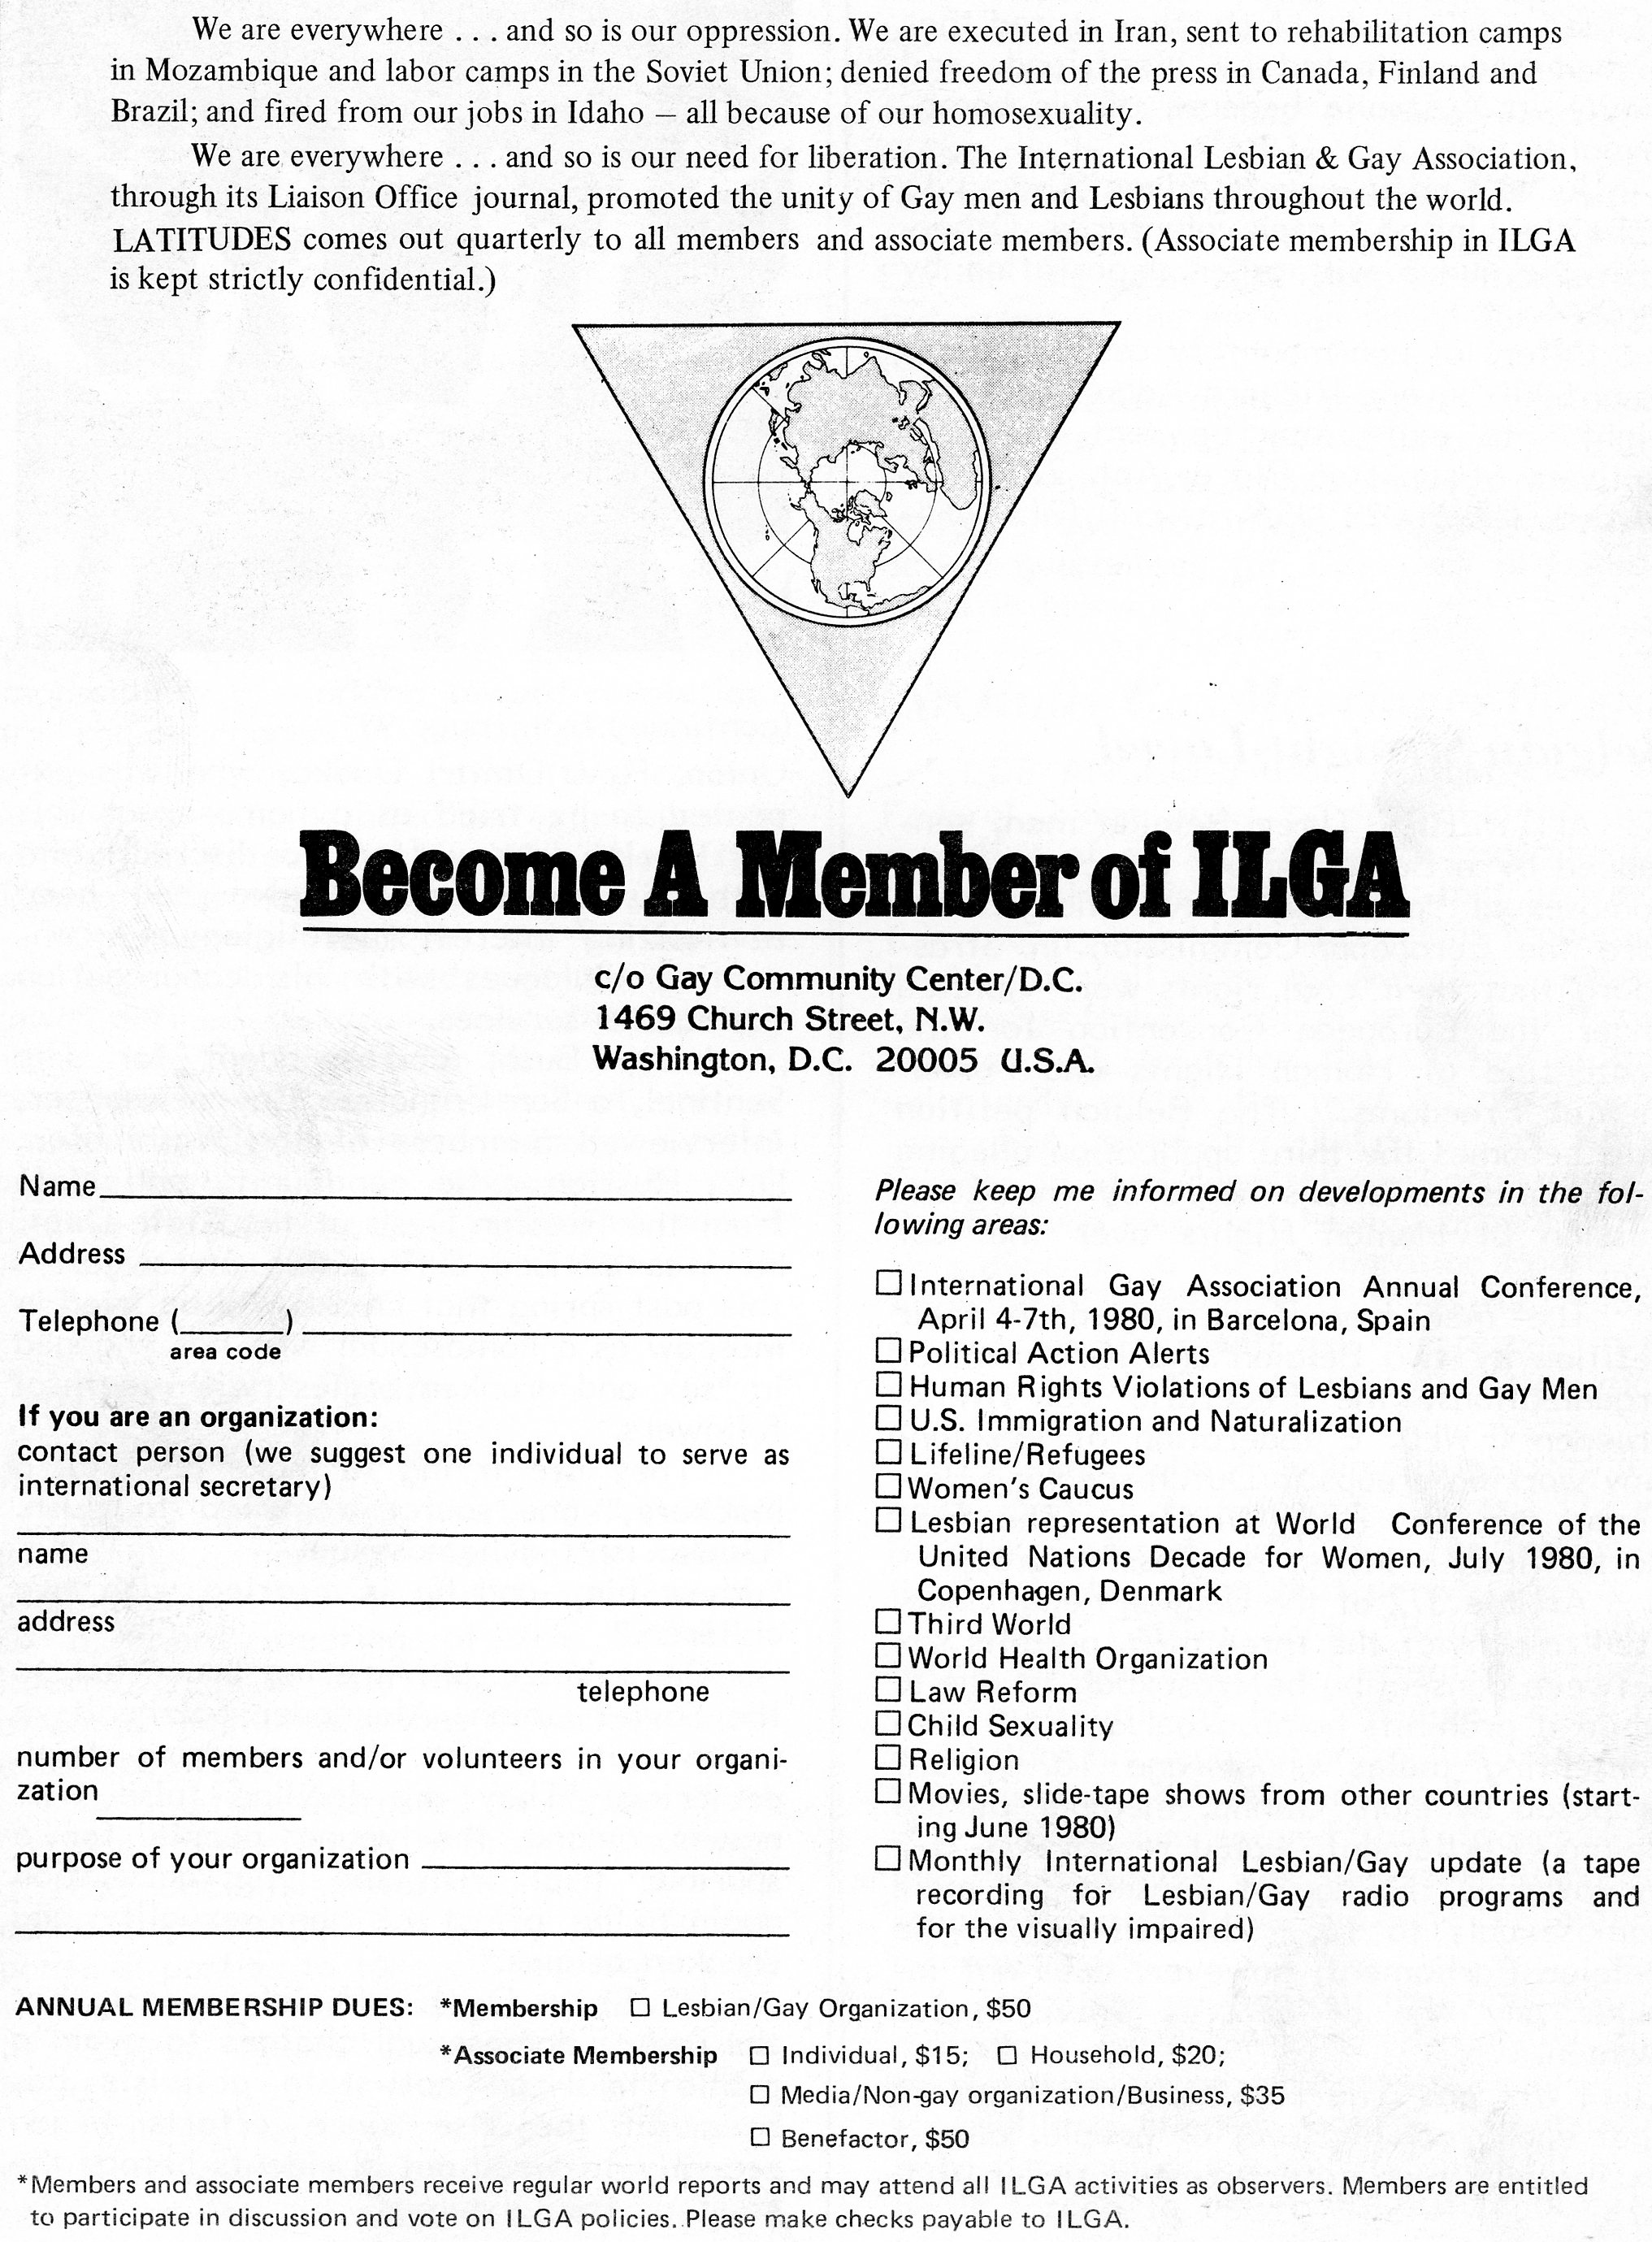 We are everywhere . . . and so is our oppression. We are executed in Iran, sent to rehabilitation camps
in Mozambique and labor camps in the Soviet Union; denied freedom of the press in Canada, Finland and
Brazil; and fired from our jobs in Idaho — all because of our homosexuality.
We are everywhere . . . and so is our need for liberation. The International Lesbian & Gay Association,
through its Liaison Office journal, promoted the unity of Gay men and Lesbians throughout the world.
LATITUDES comes out quarterly to all members and associate members. (Associate membership in ILGA
is kept strictly confidential.)
Become A Member of ILGA
c/o Gay Community Center/D.C.
1469 Church Street, N.W.
Washington, D.C. 20005 U.S.A.
Name
Address
Telephone ( )
area code
If you are an organization:
contact person (we suggest one individual to serve as
international secretary)
name
address
telephone
number of members and/or volunteers in your organi-
zation
purpose of your organization
Please keep me informed on developments in the fol-
lowing areas:
☐ International Gay Association Annual Conference,
April 4-7th, 1980, in Barcelona, Spain
☐ Political Action Alerts
☐ Human Rights Violations of Lesbians and Gay Men
☐ U.S. Immigration and Naturalization
☐ Lifeline/Refugees
☐ Women's Caucus
☐ Lesbian representation at World Conference of the
United Nations Decade for Women, July 1980, in
Copenhagen, Denmark
☐ Third World
☐ World Health Organization
☐ Law Reform
☐ Child Sexuality
☐ Religion
☐ Movies, slide-tape shows from other countries (start-
ing June 1980)
☐ Monthly International Lesbian/Gay update (a tape
recording for Lesbian/Gay radio programs and
for the visually impaired)
ANNUAL MEMBERSHIP DUES: *Membership ☐ Lesbian/Gay Organization, $50
*Associate Membership ☐ Individual, $15; ☐ Household, $20;
☐ Media/Non-gay organization/Business, $35
☐ Benefactor, $50
*Members and associate members receive regular world reports and may attend all ILGA activities as observers. Members are entitled
to participate in discussion and vote on ILGA policies. Please make checks payable to ILGA.